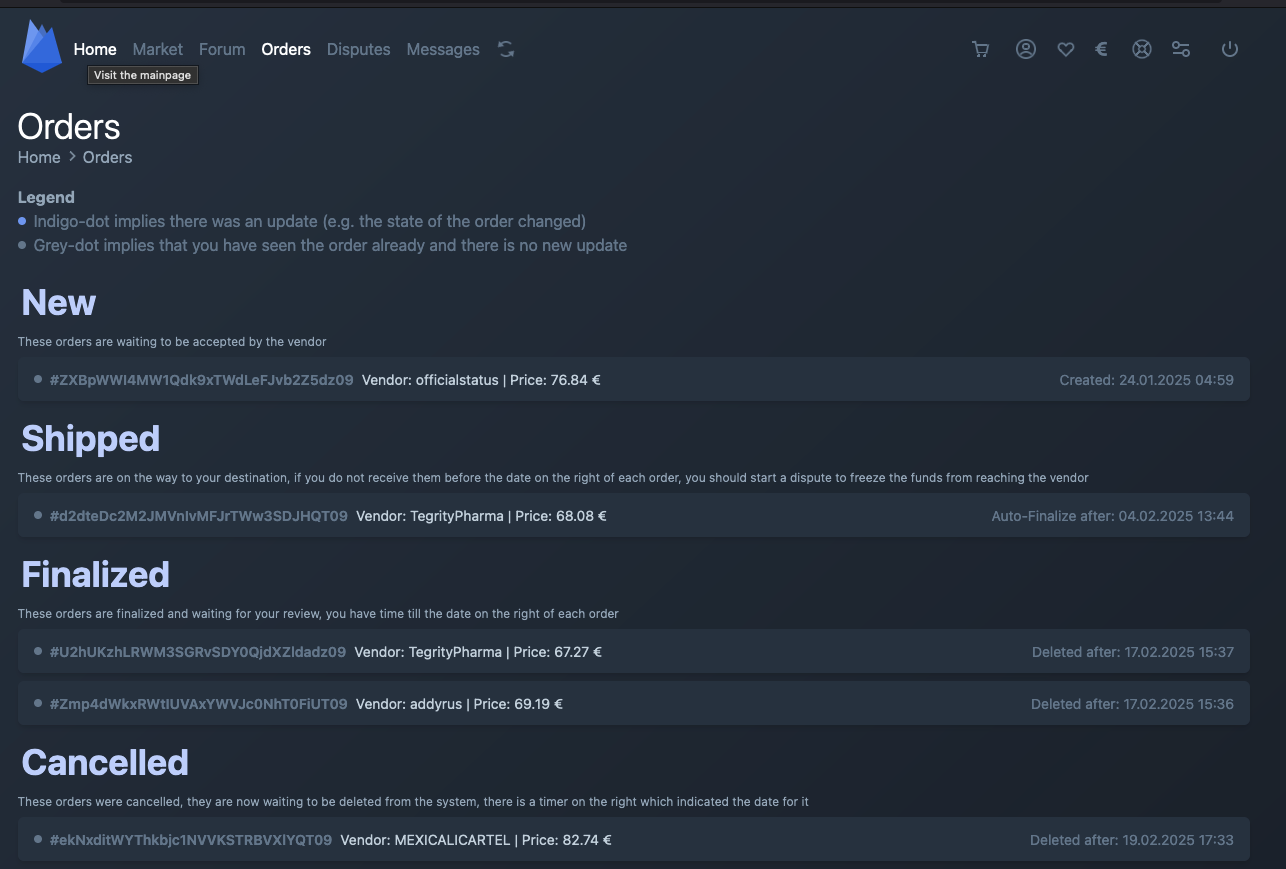 Home Market Forum Orders Disputes Messages
Visit the mainpage
Orders
Home > Orders
Legend
Indigo-dot implies there was an update (e.g. the state of the order changed)
Grey-dot implies that you have seen the order already and there is no new update
New
These orders are waiting to be accepted by the vendor
#ZXBpWWl4MW1Qdk9xTWdLeFJvb2Z5dz09 Vendor: officialstatus | Price: 76.84 € Created: 24.01.2025 04:59
Shipped
These orders are on the way to your destination, if you do not receive them before the date on the right of each order, you should start a dispute to freeze the funds from reaching the vendor
#d2dteDc2M2JMVnlvMFJrTWw3SDJHQT09 Vendor: TegrityPharma | Price: 68.08 € Auto-Finalize after: 04.02.2025 13:44
Finalized
These orders are finalized and waiting for your review, you have time till the date on the right of each order
#U2hUKzhLRWM3SGRvSDY0QjdXZldadz09 Vendor: TegrityPharma | Price: 67.27 € Deleted after: 17.02.2025 15:37
#Zmp4dWkxRWtIUVAxYWVJc0NhT0FiUT09 Vendor: addyrus | Price: 69.19 € Deleted after: 17.02.2025 15:36
Cancelled
These orders were cancelled, they are now waiting to be deleted from the system, there is a timer on the right which indicated the date for it
#ekNxditWYThkbjc1NVVKSTRBVXlYQT09 Vendor: MEXICALICARTEL | Price: 82.74 € Deleted after: 19.02.2025 17:33